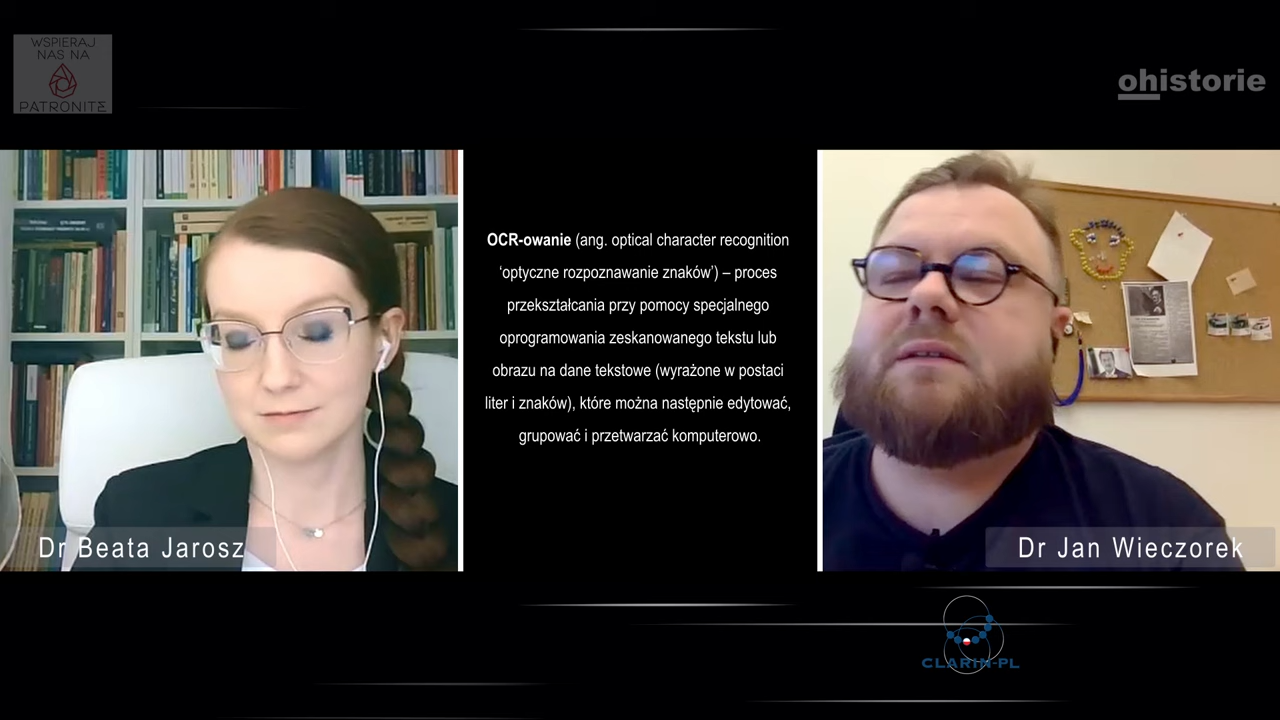 WSPIERAJ
NAS NA
PATRONITE
ohistorie
OCR-owanie (ang. optical character recognition
‘optyczne rozpoznawanie znaków’) – proces
przekształcania przy pomocy specjalnego
oprogramowania zeskanowanego tekstu lub
obrazu na dane tekstowe (wyrażone w postaci
liter i znaków), które można następnie edytować,
grupować i przetwarzać komputerowo.
Dr Beata Jarosz
Dr Jan Wieczorek
CLARIN-PL